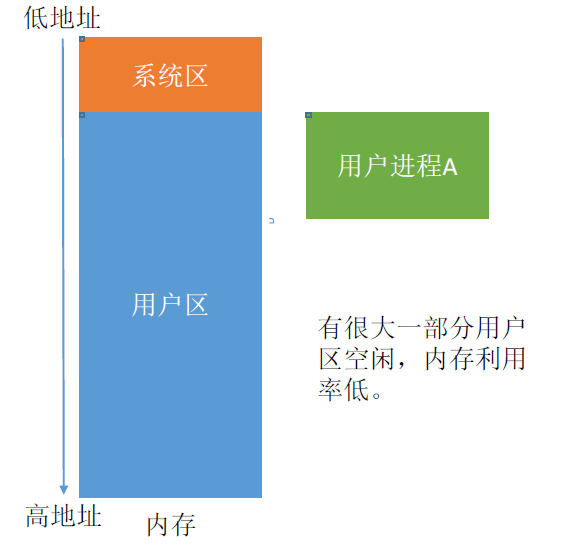 低地址
系统区
用户进程A
用户区
有很大一部分用户
区空闲，内存利用
率低。
高地址
内存